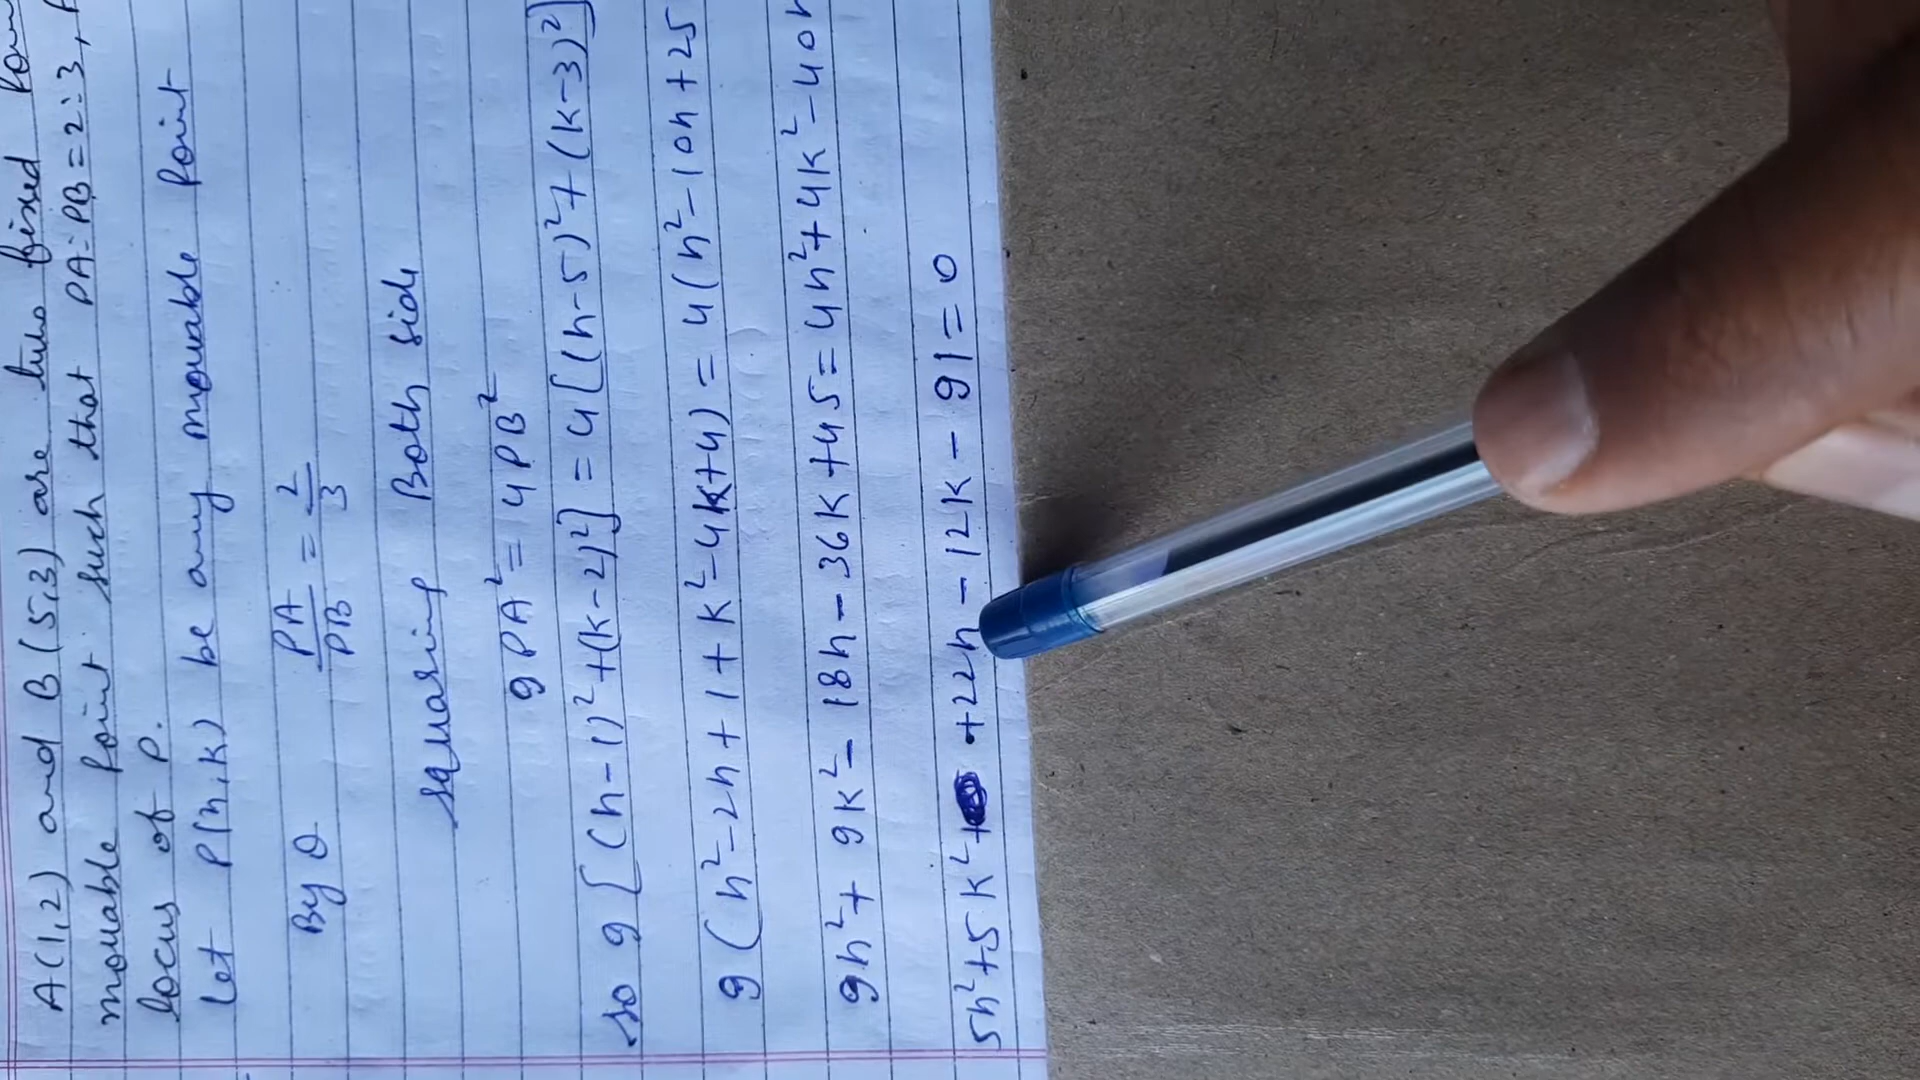 A(1,2) and B(5,3) are two fixed
movable Point such that PA:PB = 2:3,
locus of P.
Let P(h,k) be any movable Point
By Q PA/PB = 2/3
squaring Both side
9PA² = 4PB²
so 9[(h-1)²+(k-2)²] = 4[(h-5)²+(k-3)²]
9(h²-2h+1+k²-4k+4) = 4(h²-10h+25
9h²+9k²-18h-36k+45=4h²+4k²-40h
5h²+5k²+ +22h-12k-91=0